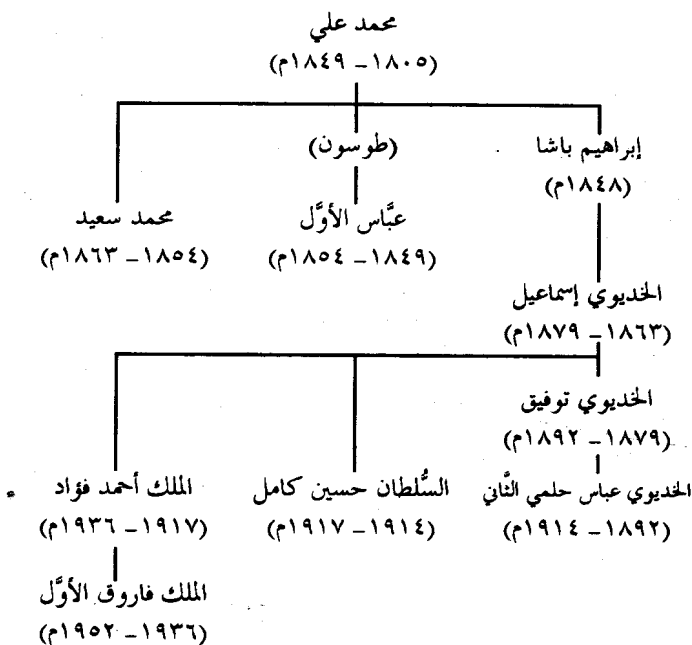 محمد علي
(١٨٠٥ – ١٨٤٩م)
إبراهيم باشا
(١٨٤٨م)
(طوسون)
عبَّاس الأوَّل
(١٨٤٩ – ١٨٥٤م)
محمد سعيد
(١٨٥٤ – ١٨٦٣م)
الخديوي إسماعيل
(١٨٦٣ – ١٨٧٩م)
الخديوي توفيق
(١٨٧٩ – ١٨٩٢م)
الخديوي عباس حلمي الثَّاني
(١٨٩٢ – ١٩١٤م)
السُّلطان حسين كامل
(١٩١٤ – ١٩١٧م)
الملك أحمد فؤاد
(١٩١٧ – ١٩٣٦م)
الملك فاروق الأوَّل
(١٩٣٦ – ١٩٥٢م)